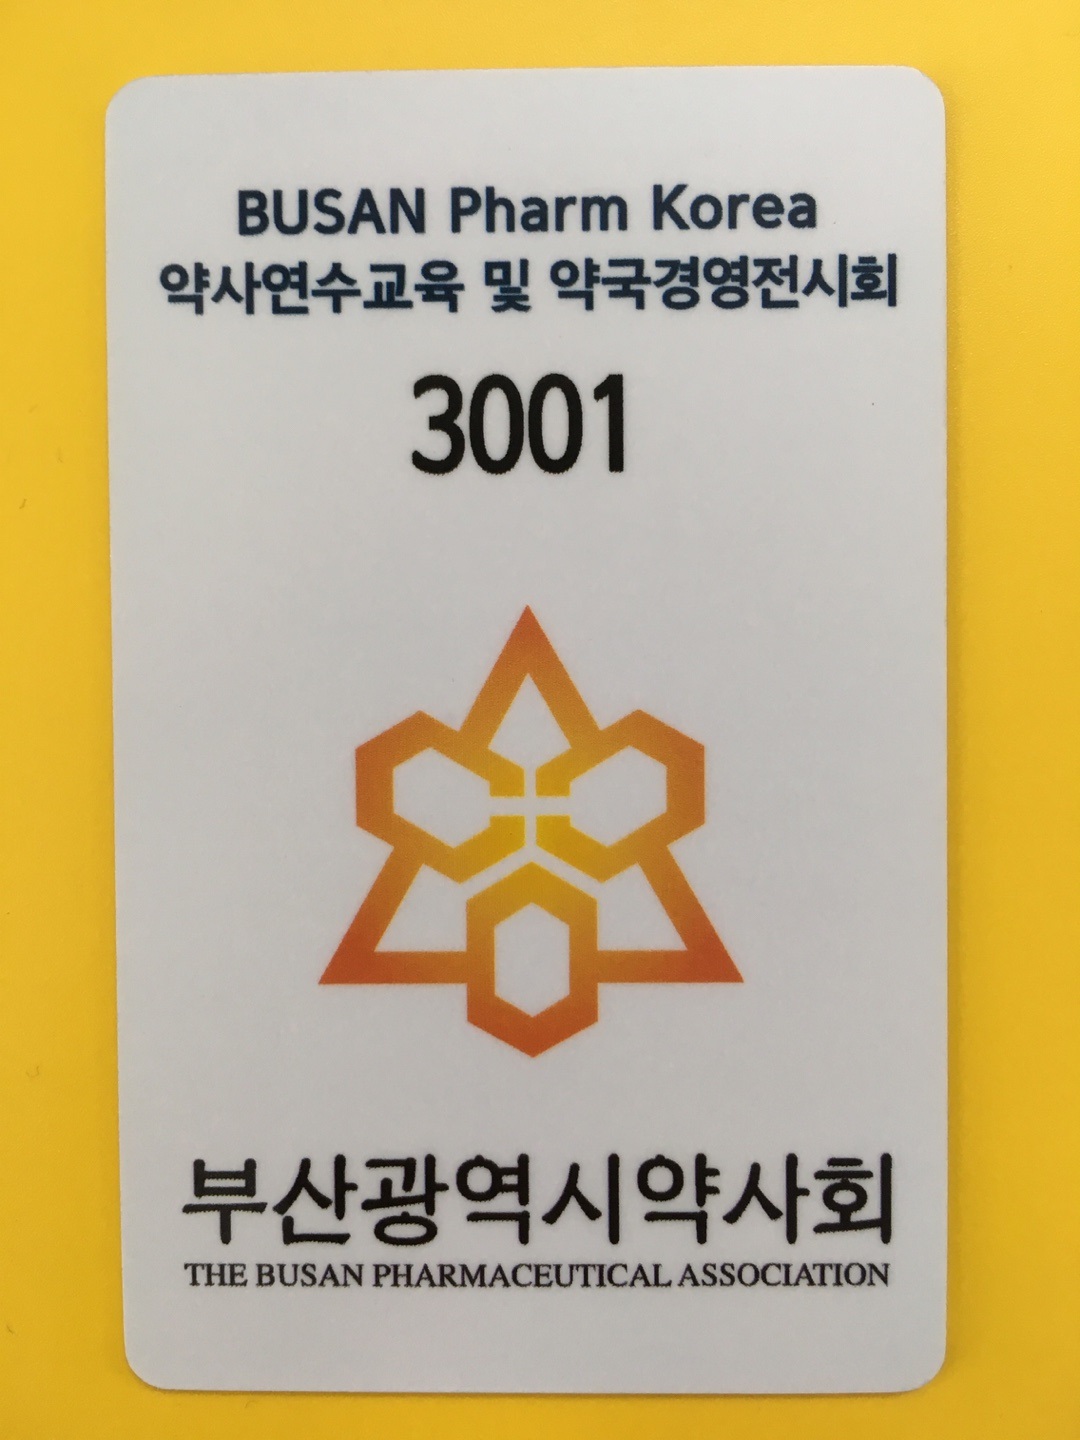 BUSAN Pharm Korea
약사연수교육 및 약국경영전시회
3001
부산광역시약사회
THE BUSAN PHARMACEUTICAL ASSOCIATION